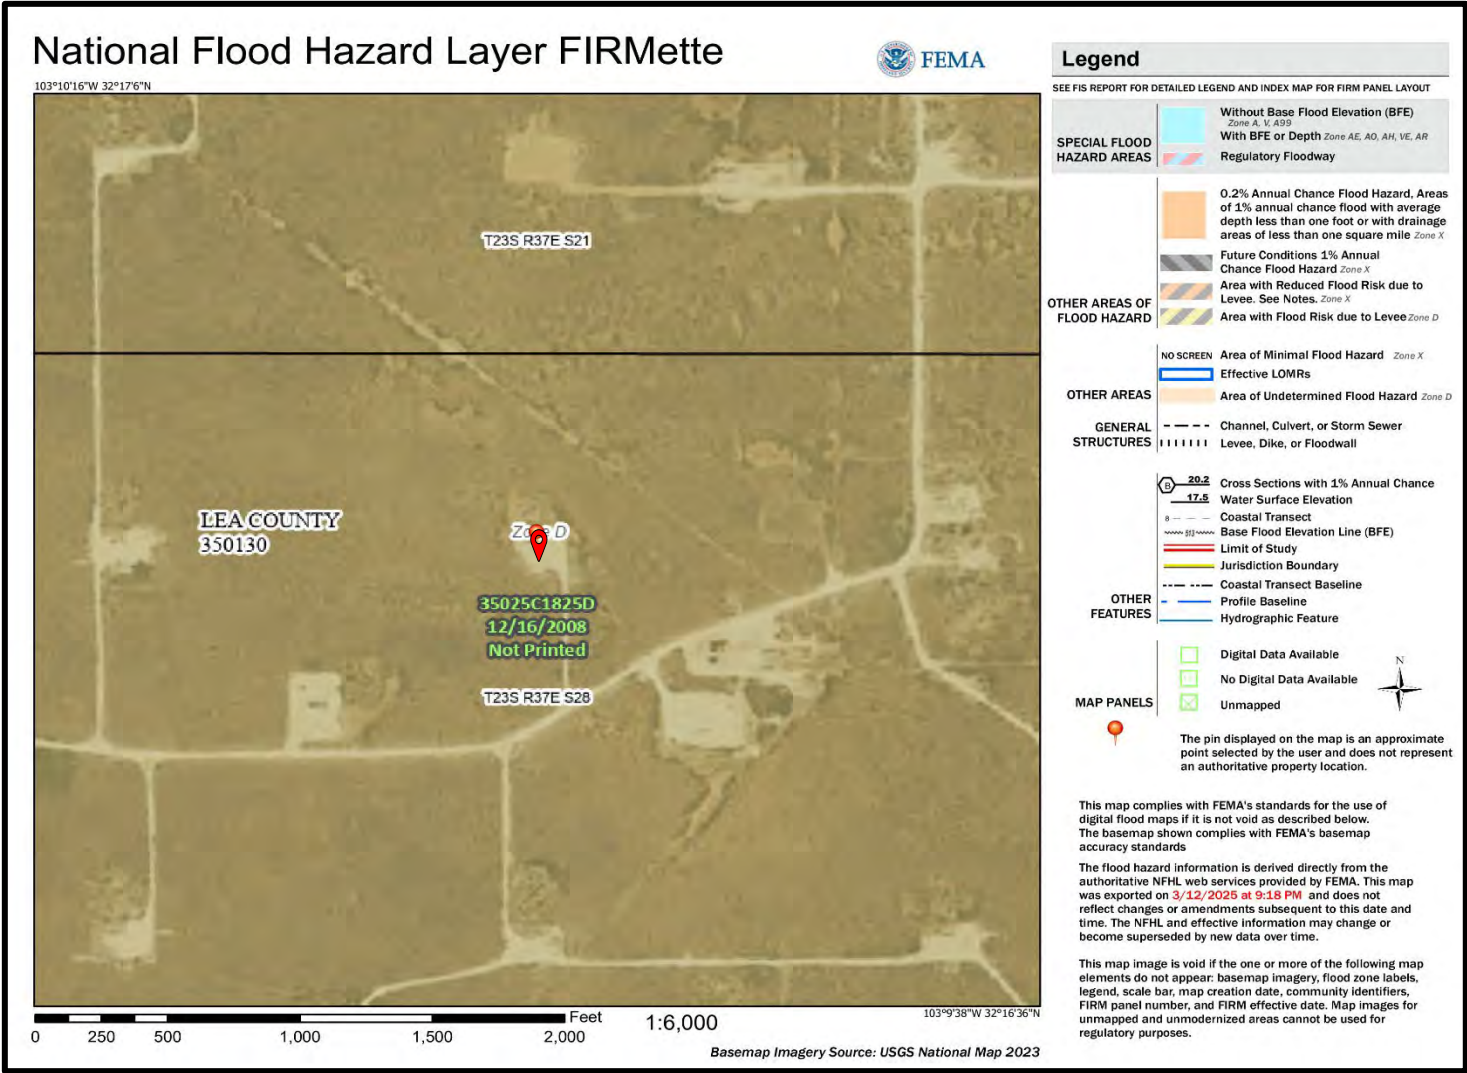 National Flood Hazard Layer FIRMette
FEMA
103°10'16"W 32°17'6"N
T23S R37E S21
LEA COUNTY
350130
Zone D
35025C1825D
12/16/2008
Not Printed
T23S R37E S28
Feet
0 250 500 1,000 1,500 2,000
1:6,000
103°9'38"W 32°16'36"N
Basemap Imagery Source: USGS National Map 2023
Legend
SEE FIS REPORT FOR DETAILED LEGEND AND INDEX MAP FOR FIRM PANEL LAYOUT
SPECIAL FLOOD
HAZARD AREAS
Without Base Flood Elevation (BFE)
Zone A, V, A99
With BFE or Depth Zone AE, AO, AH, VE, AR
Regulatory Floodway
OTHER AREAS OF
FLOOD HAZARD
0.2% Annual Chance Flood Hazard, Areas
of 1% annual chance flood with average
depth less than one foot or with drainage
areas of less than one square mile Zone X
Future Conditions 1% Annual
Chance Flood Hazard Zone X
Area with Reduced Flood Risk due to
Levee. See Notes. Zone X
Area with Flood Risk due to Levee Zone D
OTHER AREAS
NO SCREEN Area of Minimal Flood Hazard Zone X
Effective LOMRs
Area of Undetermined Flood Hazard Zone D
GENERAL
STRUCTURES
Channel, Culvert, or Storm Sewer
Levee, Dike, or Floodwall
OTHER
FEATURES
B 20.2 Cross Sections with 1% Annual Chance
17.5 Water Surface Elevation
8 Coastal Transect
513 Base Flood Elevation Line (BFE)
Limit of Study
Jurisdiction Boundary
Coastal Transect Baseline
Profile Baseline
Hydrographic Feature
MAP PANELS
Digital Data Available
No Digital Data Available
Unmapped
N
The pin displayed on the map is an approximate
point selected by the user and does not represent
an authoritative property location.
This map complies with FEMA's standards for the use of
digital flood maps if it is not void as described below.
The basemap shown complies with FEMA's basemap
accuracy standards
The flood hazard information is derived directly from the
authoritative NFHL web services provided by FEMA. This map
was exported on 3/12/2025 at 9:18 PM and does not
reflect changes or amendments subsequent to this date and
time. The NFHL and effective information may change or
become superseded by new data over time.
This map image is void if the one or more of the following map
elements do not appear: basemap imagery, flood zone labels,
legend, scale bar, map creation date, community identifiers,
FIRM panel number, and FIRM effective date. Map images for
unmapped and unmodernized areas cannot be used for
regulatory purposes.